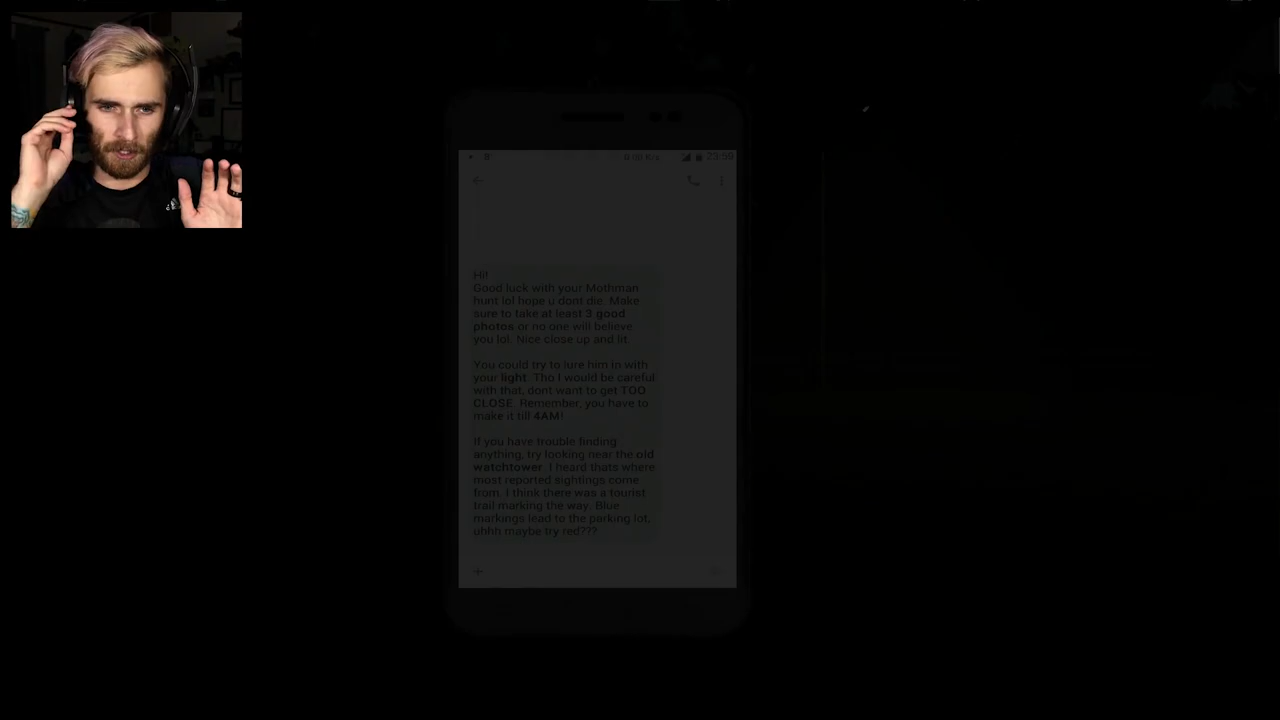 23:59
Hi!
Good luck with your Mothman
hunt lol hope u dont die. Make
sure to take at least 3 good
photos or no one will believe
you lol. Nice close up and lit.
You could try to lure him in with
your light. Tho I would be careful
with that, dont want to get TOO
CLOSE. Remember, you have to
make it till 4AM!
If you have trouble finding
anything, try looking near the old
watchtower. I heard thats where
most reported sightings come
from. I think there was a tourist
trail marking the way. Blue
markings lead to the parking lot,
uhhh maybe try red???